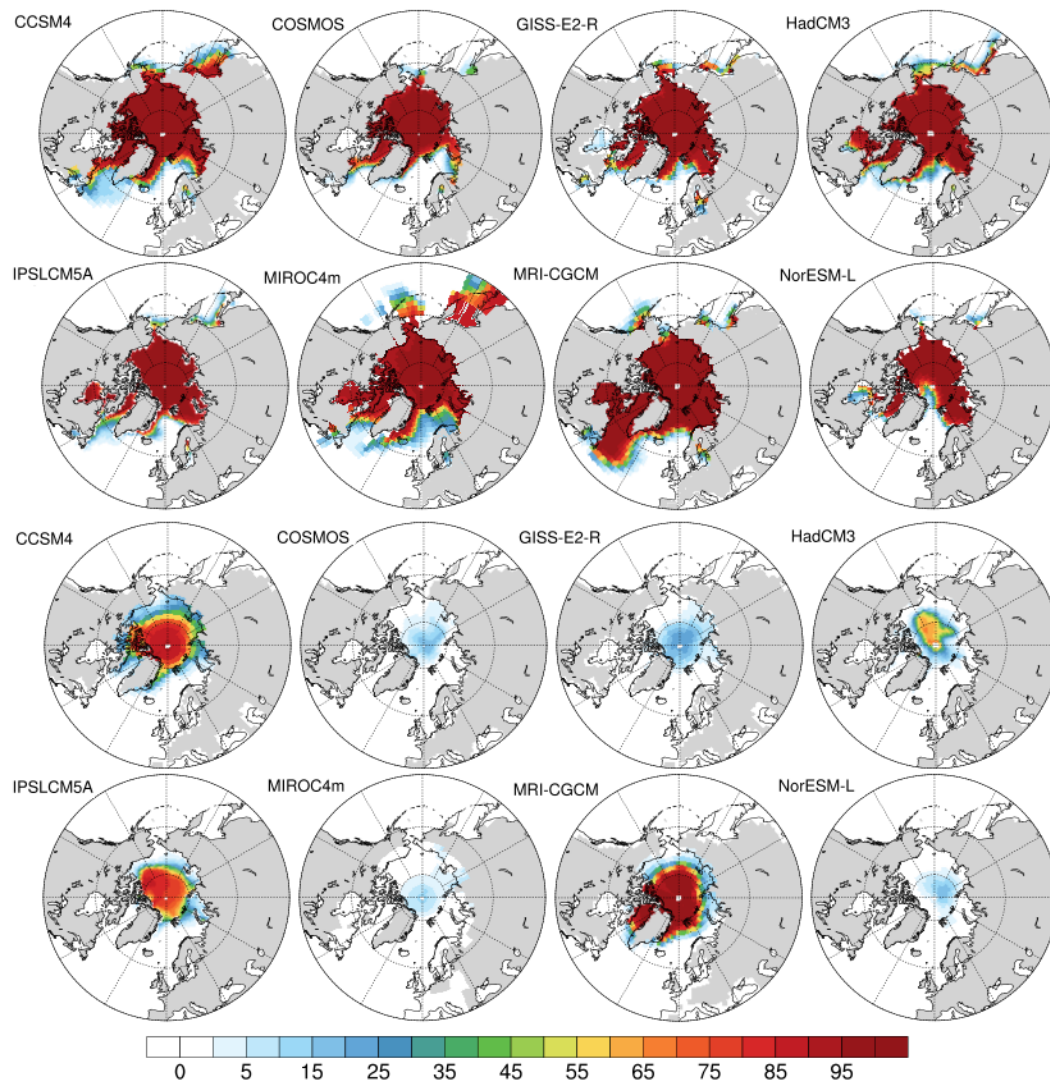 CCSM4 COSMOS GISS-E2-R HadCM3
IPSLCM5A MIROC4m MRI-CGCM NorESM-L
CCSM4 COSMOS GISS-E2-R HadCM3
IPSLCM5A MIROC4m MRI-CGCM NorESM-L
0 5 15 25 35 45 55 65 75 85 95